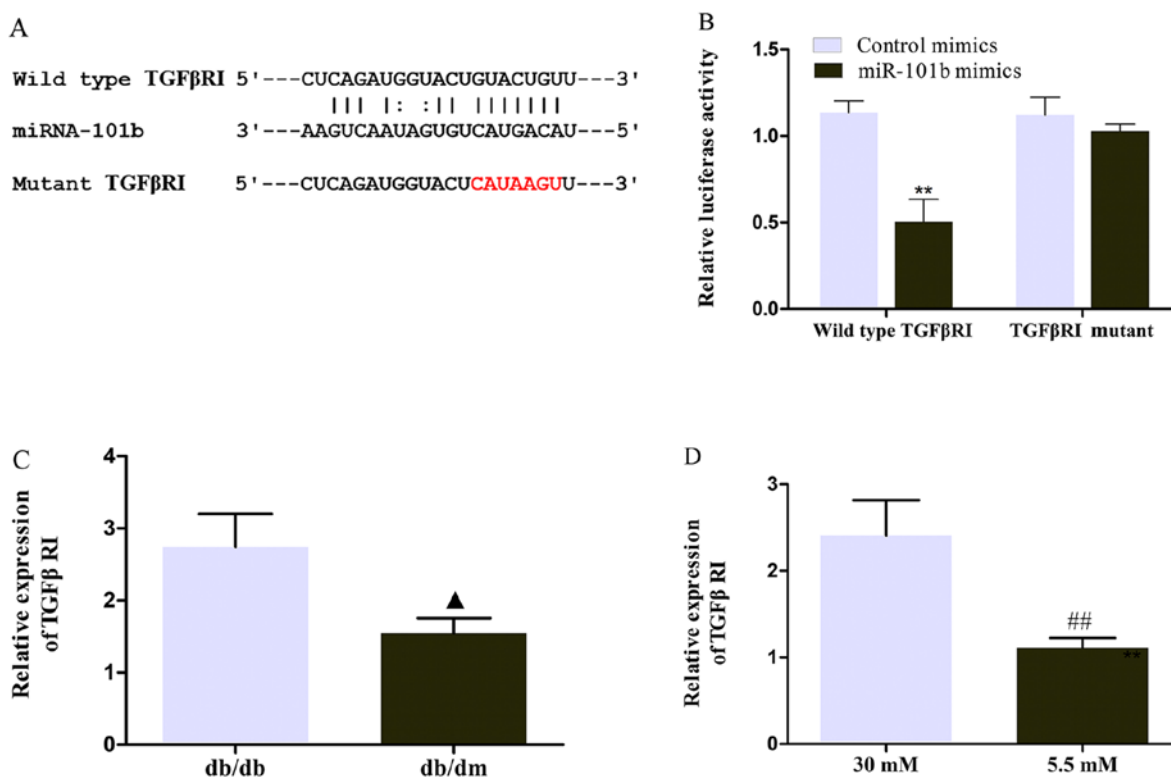 A
Wild type TGFβRI 5'---CUCAGAUGGUACUGUACUGUU---3'
||| |: :|| |||||||
miRNA-101b 3'---AAGUCAAUAGUGUCAUGACAU---5'
Mutant TGFβRI 5'---CUCAGAUGGUACUCAUAAGUU---3'
B
Control mimics
miR-101b mimics
Relative luciferase activity
1.5
1.0
0.5
0.0
**
Wild type TGFβRI TGFβRI mutant
C
Relative expression
of TGFβ RI
4
3
2
1
0
▲
db/db db/dm
D
Relative expression
of TGFβ RI
3
2
1
0
##
**
30 mM 5.5 mM